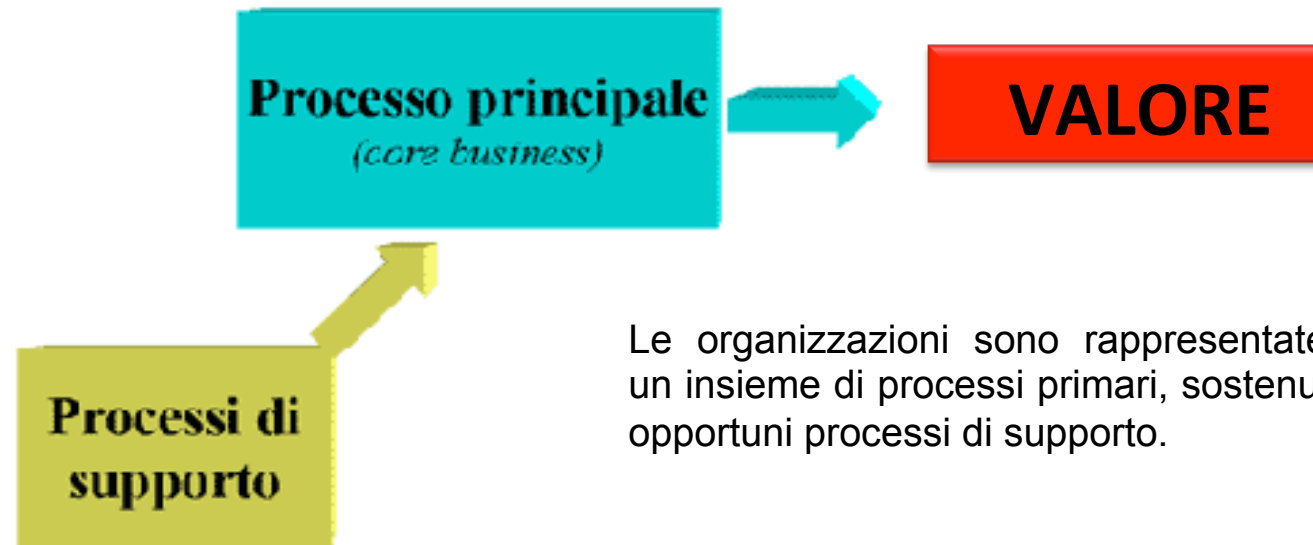 Processo principale
(core business)
VALORE
Le organizzazioni sono rappresentate
un insieme di processi primari, sostenu
opportuni processi di supporto.
Processi di
supporto